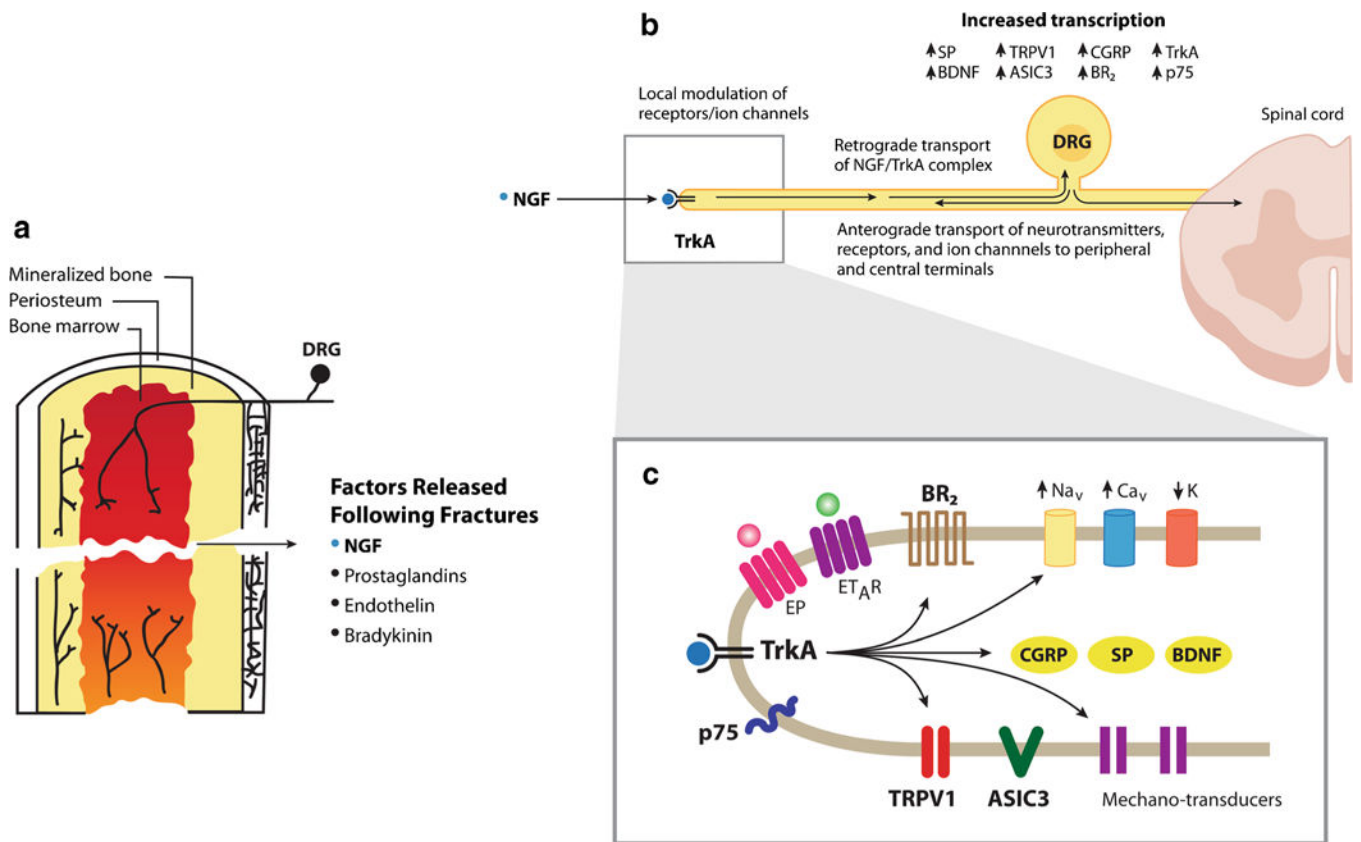 a
Mineralized bone
Periosteum
Bone marrow
DRG
Factors Released
Following Fractures
• NGF
• Prostaglandins
• Endothelin
• Bradykinin
b
Increased transcription
↑SP ↑TRPV1 ↑CGRP ↑TrkA
↑BDNF ↑ASIC3 ↑BR₂ ↑p75
Local modulation of
receptors/ion channels
Spinal cord
DRG
Retrograde transport
of NGF/TrkA complex
• NGF
TrkA
Anterograde transport of neurotransmitters,
receptors, and ion channnels to peripheral
and central terminals
c
BR₂
↑Naᵥ ↑Caᵥ ↓K
EP
ETAR
TrkA
CGRP SP BDNF
p75
TRPV1 ASIC3 Mechano-transducers